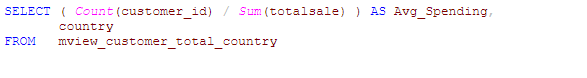 SELECT ( Count(customer_id) / Sum(totalsale) ) AS Avg_Spending,
country
FROM mview_customer_total_country